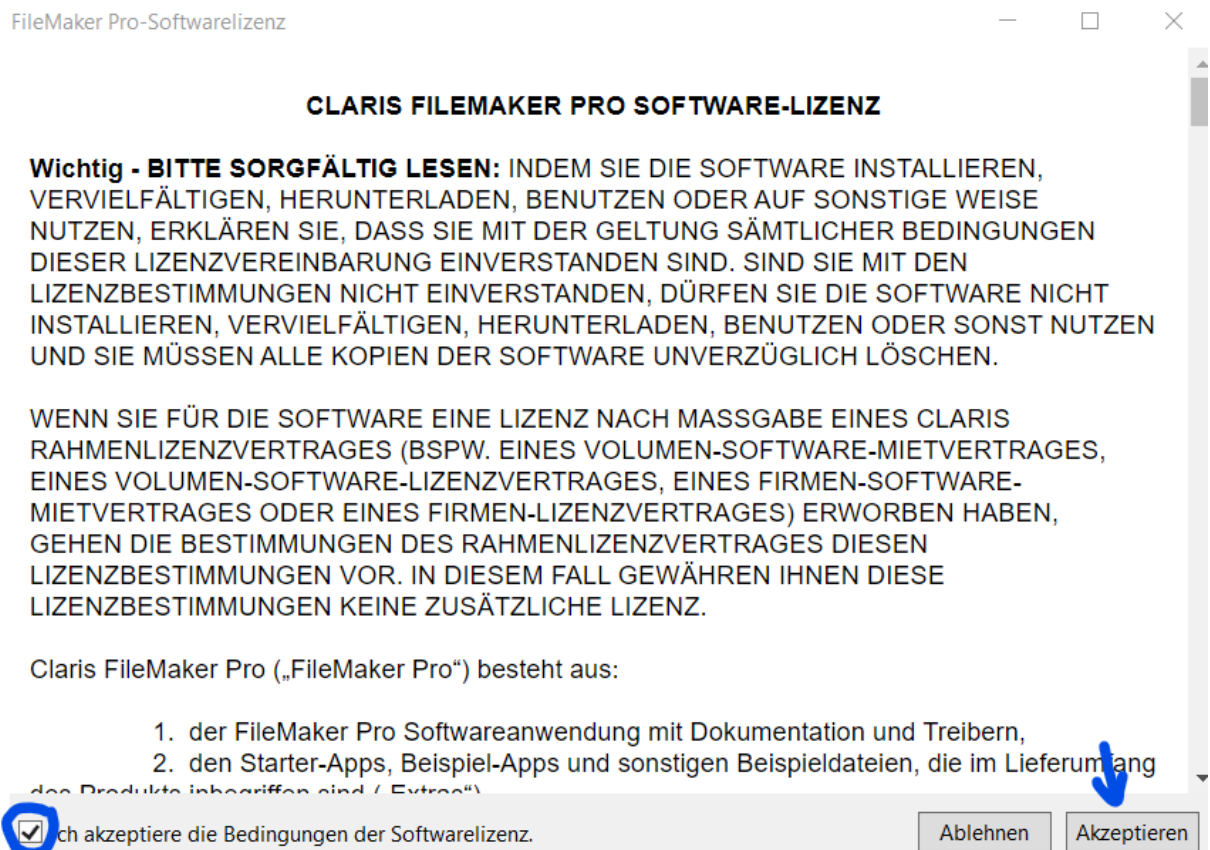 FileMaker Pro-Softwarelizenz
CLARIS FILEMAKER PRO SOFTWARE-LIZENZ
Wichtig - BITTE SORGFÄLTIG LESEN: INDEM SIE DIE SOFTWARE INSTALLIEREN,
VERVIELFÄLTIGEN, HERUNTERLADEN, BENUTZEN ODER AUF SONSTIGE WEISE
NUTZEN, ERKLÄREN SIE, DASS SIE MIT DER GELTUNG SÄMTLICHER BEDINGUNGEN
DIESER LIZENZVEREINBARUNG EINVERSTANDEN SIND. SIND SIE MIT DEN
LIZENZBESTIMMUNGEN NICHT EINVERSTANDEN, DÜRFEN SIE DIE SOFTWARE NICHT
INSTALLIEREN, VERVIELFÄLTIGEN, HERUNTERLADEN, BENUTZEN ODER SONST NUTZEN
UND SIE MÜSSEN ALLE KOPIEN DER SOFTWARE UNVERZÜGLICH LÖSCHEN.
WENN SIE FÜR DIE SOFTWARE EINE LIZENZ NACH MASSGABE EINES CLARIS
RAHMENLIZENZVERTRAGES (BSPW. EINES VOLUMEN-SOFTWARE-MIETVERTRAGES,
EINES VOLUMEN-SOFTWARE-LIZENZVERTRAGES, EINES FIRMEN-SOFTWARE-
MIETVERTRAGES ODER EINES FIRMEN-LIZENZVERTRAGES) ERWORBEN HABEN,
GEHEN DIE BESTIMMUNGEN DES RAHMENLIZENZVERTRAGES DIESEN
LIZENZBESTIMMUNGEN VOR. IN DIESEM FALL GEWÄHREN IHNEN DIESE
LIZENZBESTIMMUNGEN KEINE ZUSÄTZLICHE LIZENZ.
Claris FileMaker Pro („FileMaker Pro“) besteht aus:
1. der FileMaker Pro Softwareanwendung mit Dokumentation und Treibern,
2. den Starter-Apps, Beispiel-Apps und sonstigen Beispieldateien, die im Lieferumfang
des Produkts inbegriffen sind („Extras“)
ch akzeptiere die Bedingungen der Softwarelizenz.
Ablehnen
Akzeptieren